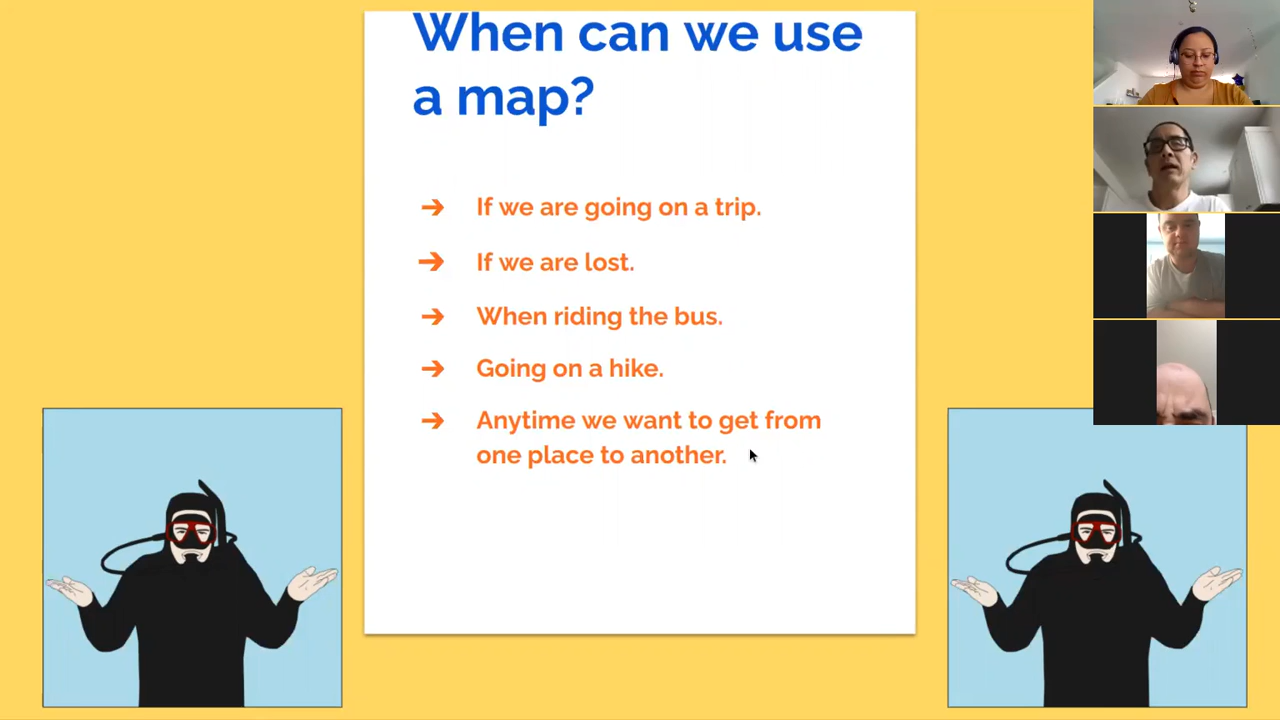 When can we use
a map?
➔ If we are going on a trip.
➔ If we are lost.
➔ When riding the bus.
➔ Going on a hike.
➔ Anytime we want to get from
one place to another.